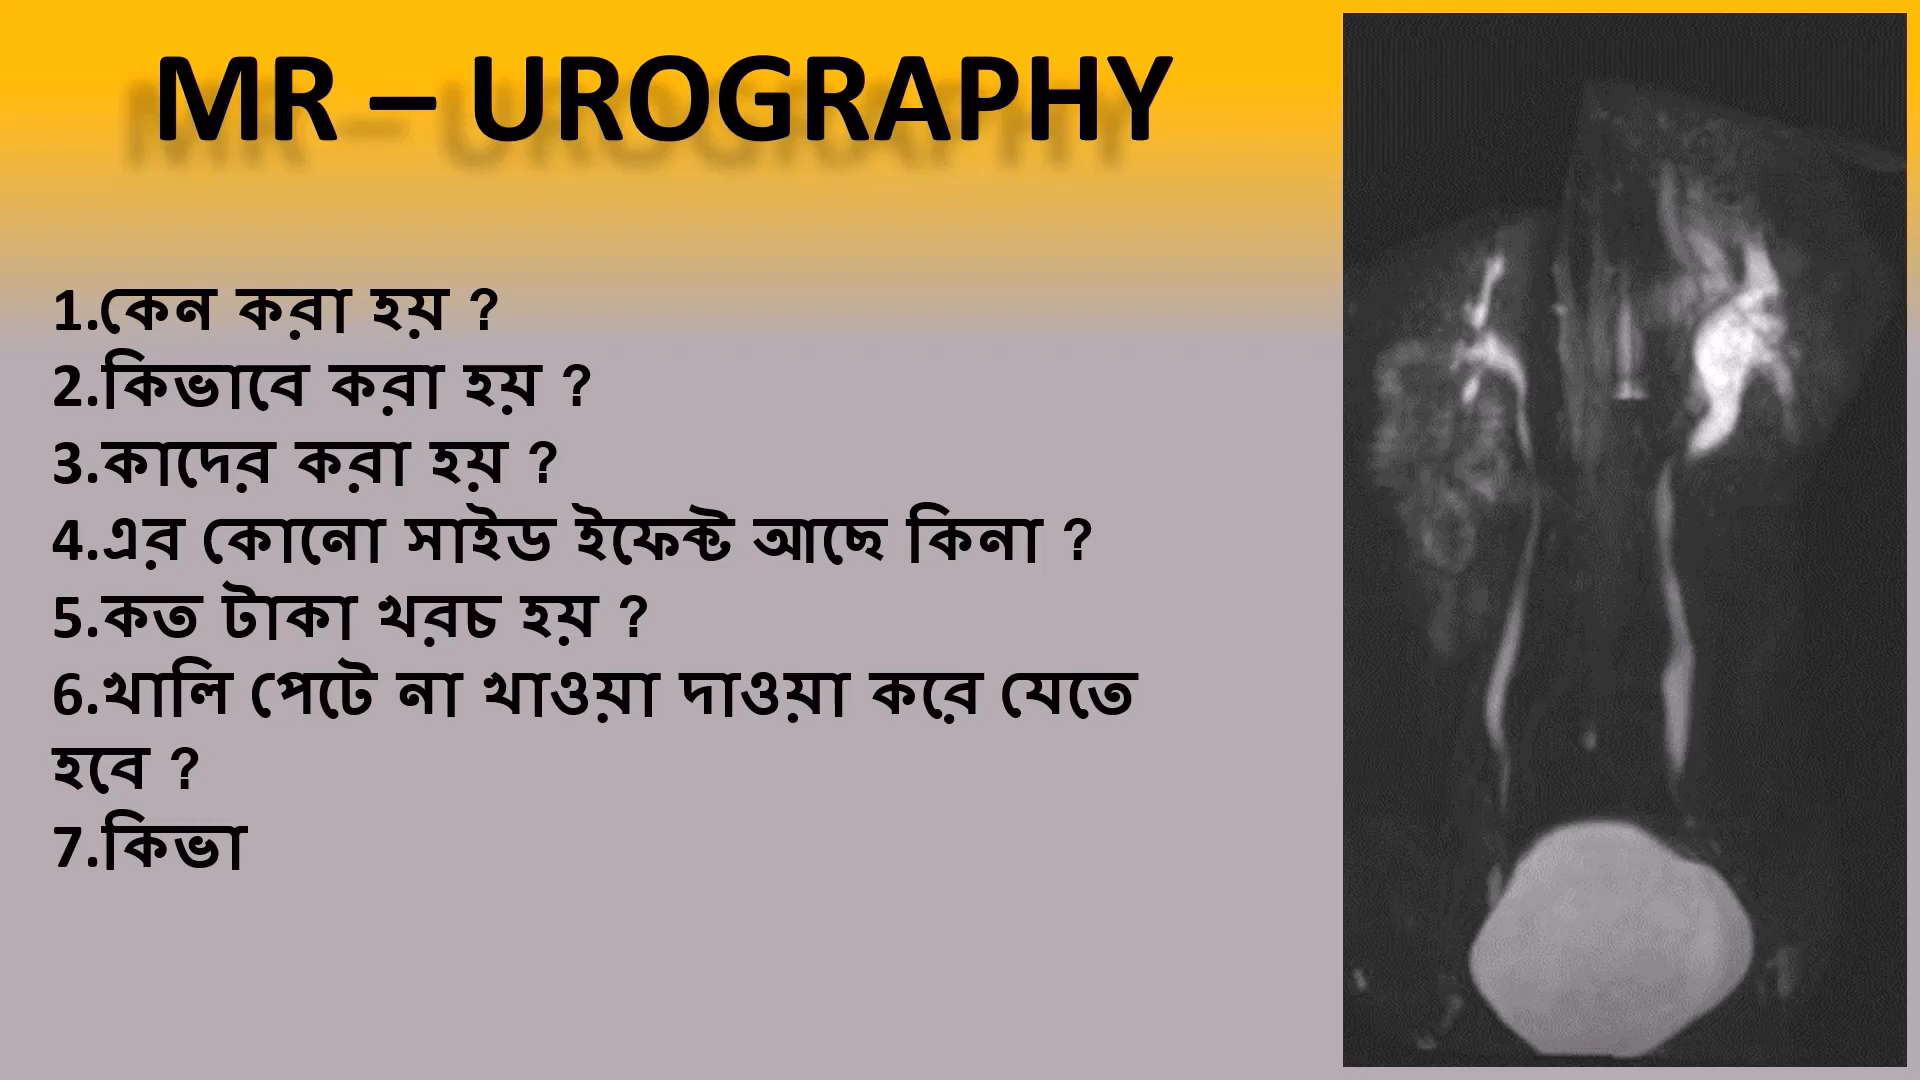 MR – UROGRAPHY
1.কেন করা হয় ?
2.কিভাবে করা হয় ?
3.কাদের করা হয় ?
4.এর কোনো সাইড ইফেক্ট আছে কিনা ?
5.কত টাকা খরচ হয় ?
6.খালি পেটে না খাওয়া দাওয়া করে যেতে
হবে ?
7.কিভা